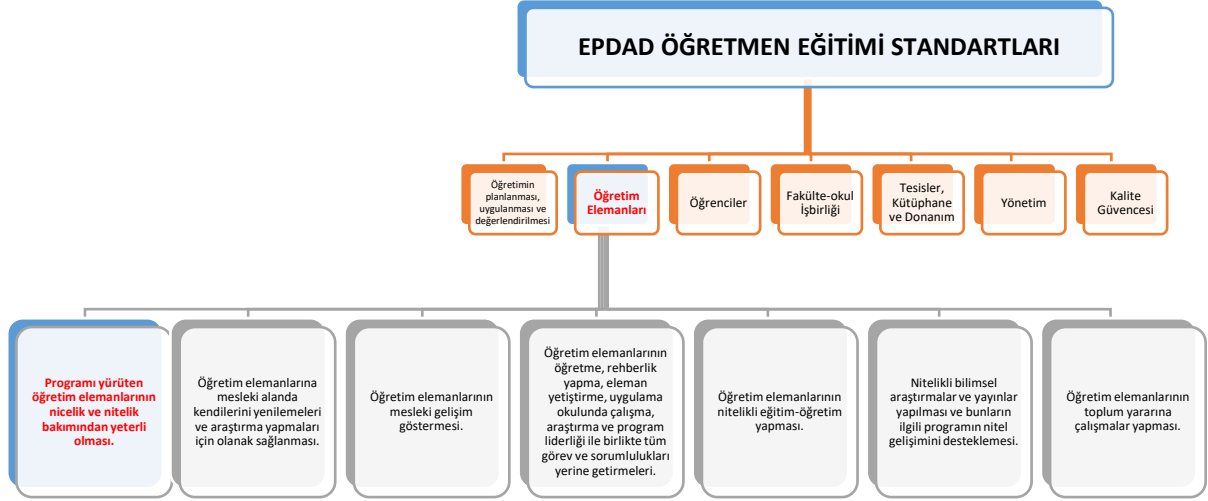 EPDAD ÖĞRETMEN EĞİTİMİ STANDARTLARI
Öğretimin
planlanması,
uygulanması ve
değerlendirilmesi
Öğretim
Elemanları
Öğrenciler
Fakülte-okul
İşbirliği
Tesisler,
Kütüphane
ve Donanım
Yönetim
Kalite
Güvencesi
Programı yürüten
öğretim elemanlarının
nicelik ve nitelik
bakımından yeterli
olması.
Öğretim elemanlarına
mesleki alanda
kendilerini yenilemeleri
ve araştırma yapmaları
için olanak sağlanması.
Öğretim elemanlarının
mesleki gelişim
göstermesi.
Öğretim elemanlarının
öğretme, rehberlik
yapma, eleman
yetiştirme, uygulama
okulunda çalışma,
araştırma ve program
liderliği ile birlikte tüm
görev ve sorumlulukları
yerine getirmeleri.
Öğretim elemanlarının
nitelikli eğitim-öğretim
yapması.
Nitelikli bilimsel
araştırmalar ve yayınlar
yapılması ve bunların
ilgili programın nitel
gelişimini desteklemesi.
Öğretim elemanlarının
toplum yararına
çalışmalar yapması.